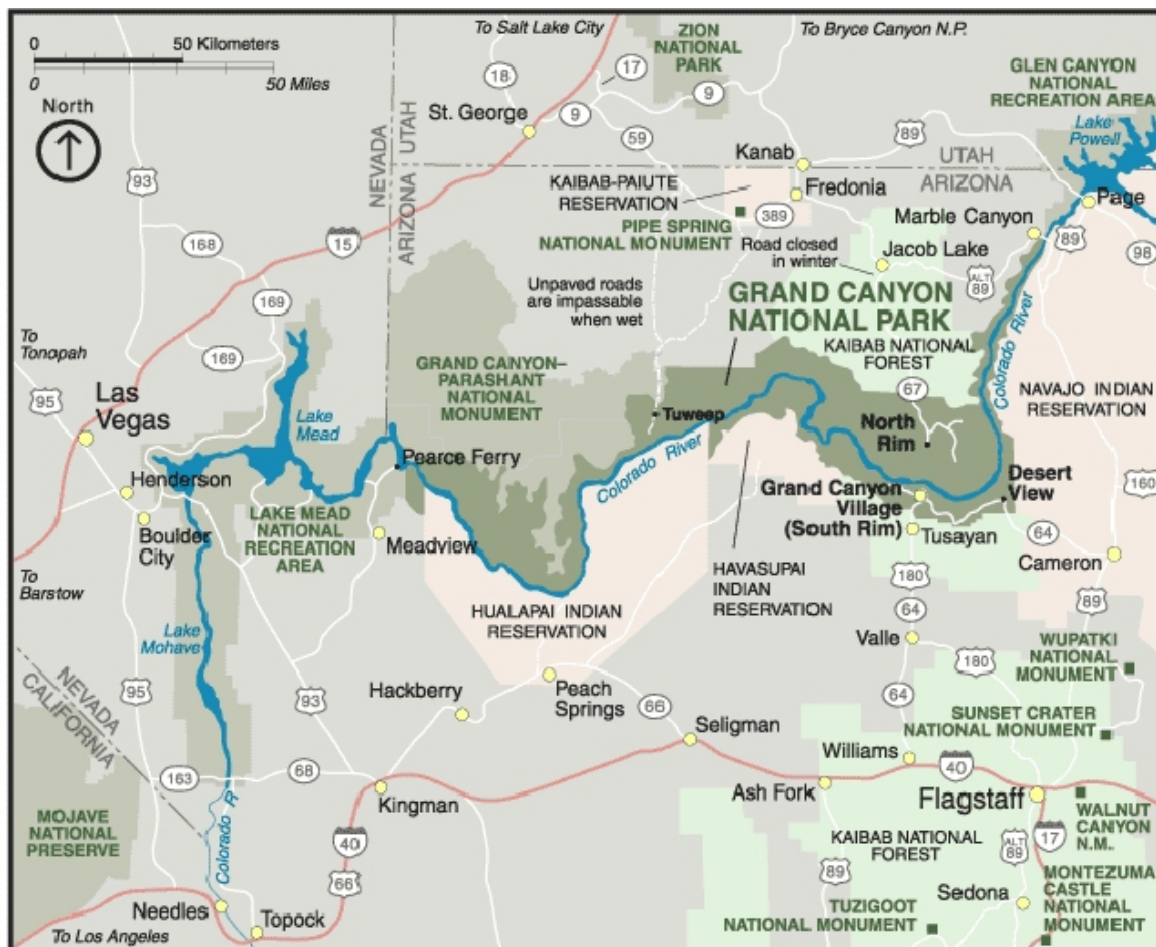 To Salt Lake City
To Bryce Canyon N.P.
0 50 Kilometers
0 50 Miles
North
ZION
NATIONAL
PARK
GLEN CANYON
NATIONAL
RECREATION AREA
Lake
Powell
18
17
9
9
St. George
59
89
93
Kanab
UTAH
ARIZONA
NEVADA
ARIZONA
UTAH
KAIBAB-PAIUTE
RESERVATION
Fredonia
Page
389
PIPE SPRING
NATIONAL MONUMENT
Marble Canyon
89
98
168
15
Road closed
in winter
Jacob Lake
ALT
89
Unpaved roads
are impassable
when wet
GRAND CANYON
NATIONAL PARK
169
169
To
Tonopah
95
KAIBAB NATIONAL
FOREST
Colorado River
GRAND CANYON–
PARASHANT
NATIONAL
MONUMENT
67
NAVAJO INDIAN
RESERVATION
Las
Vegas
Lake
Mead
Tuweep
North
Rim
Pearce Ferry
Colorado River
Henderson
Desert
View
160
Grand Canyon
Village
(South Rim)
LAKE MEAD
NATIONAL
RECREATION
AREA
Boulder
City
Meadview
Tusayan
64
Cameron
To
Barstow
HAVASUPAI
INDIAN
RESERVATION
180
89
HUALAPAI INDIAN
RESERVATION
64
Lake
Mohave
Valle
180
WUPATKI
NATIONAL
MONUMENT
NEVADA
CALIFORNIA
95
93
Hackberry
Peach
Springs
66
64
SUNSET CRATER
NATIONAL MONUMENT
Seligman
Williams
40
163
68
Kingman
Ash Fork
Flagstaff
MOJAVE
NATIONAL
PRESERVE
Colorado R
WALNUT
CANYON
N.M.
40
66
KAIBAB NATIONAL
FOREST
ALT
89
17
89
MONTEZUMA
CASTLE
NATIONAL
MONUMENT
Sedona
Needles
Topock
TUZIGOOT
NATIONAL MONUMENT
To Los Angeles